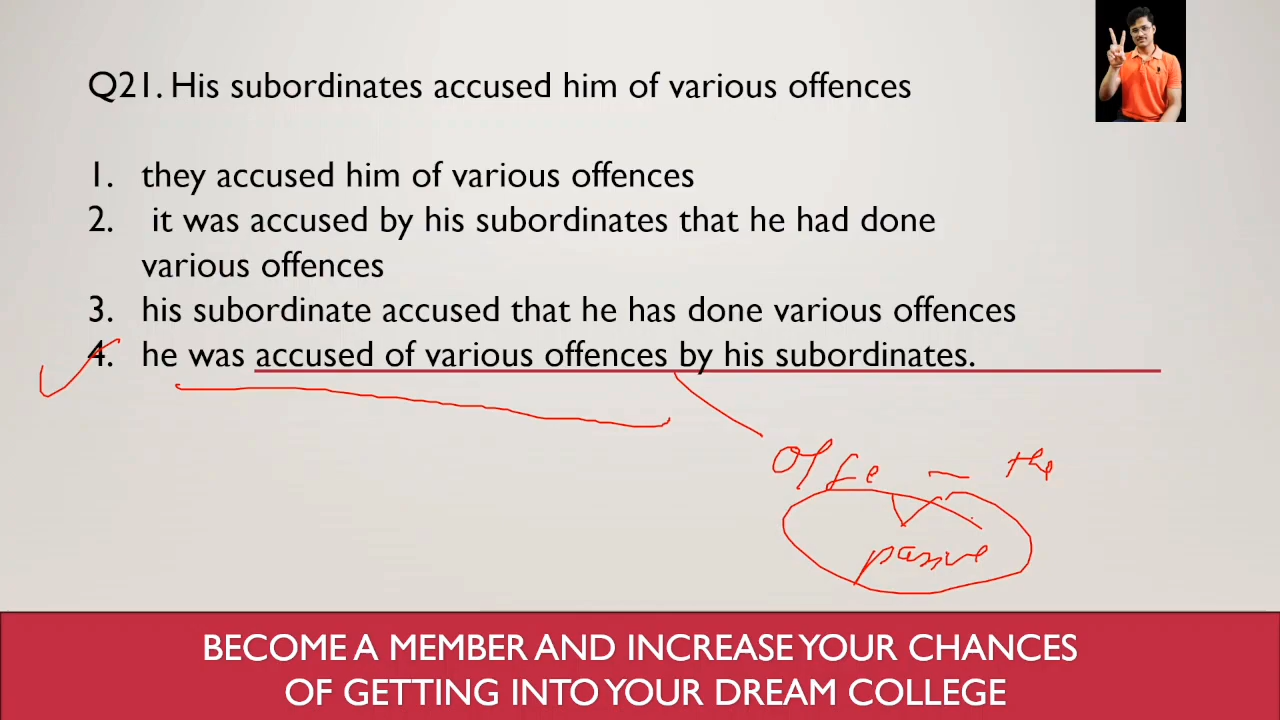 Q21. His subordinates accused him of various offences
1. they accused him of various offences
2. it was accused by his subordinates that he had done
various offences
3. his subordinate accused that he has done various offences
4. he was accused of various offences by his subordinates.
offe — the
passive
BECOME A MEMBER AND INCREASE YOUR CHANCES
OF GETTING INTO YOUR DREAM COLLEGE